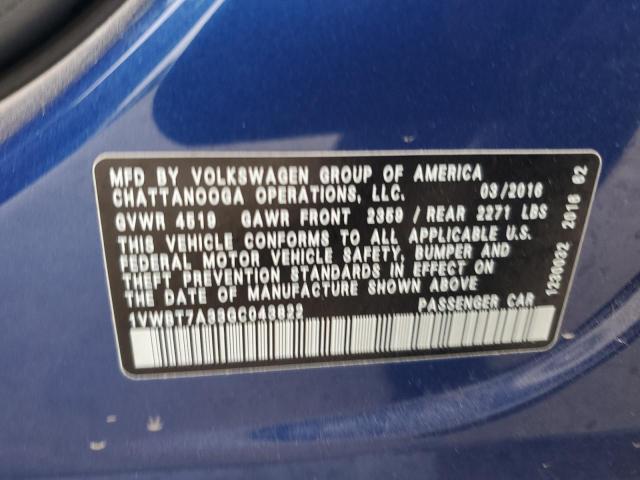 MFD BY VOLKSWAGEN GROUP OF AMERICA
CHATTANOOGA OPERATIONS, LLC. 03/2016
GVWR 4519 GAWR FRONT 2359 / REAR 2271 LBS
THIS VEHICLE CONFORMS TO ALL APPLICABLE U.S.
FEDERAL MOTOR VEHICLE SAFETY, BUMPER AND
THEFT PREVENTION STANDARDS IN EFFECT ON
THE DATE OF MANUFACTURE SHOWN ABOVE
PASSENGER CAR
1230032 2016 02